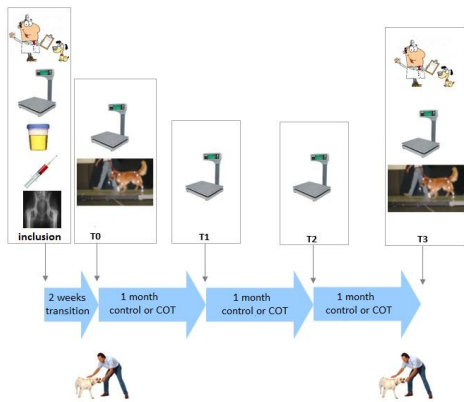 inclusion
T0
T1
T2
T3
2 weeks
transition
1 month
control or COT
1 month
control or COT
1 month
control or COT